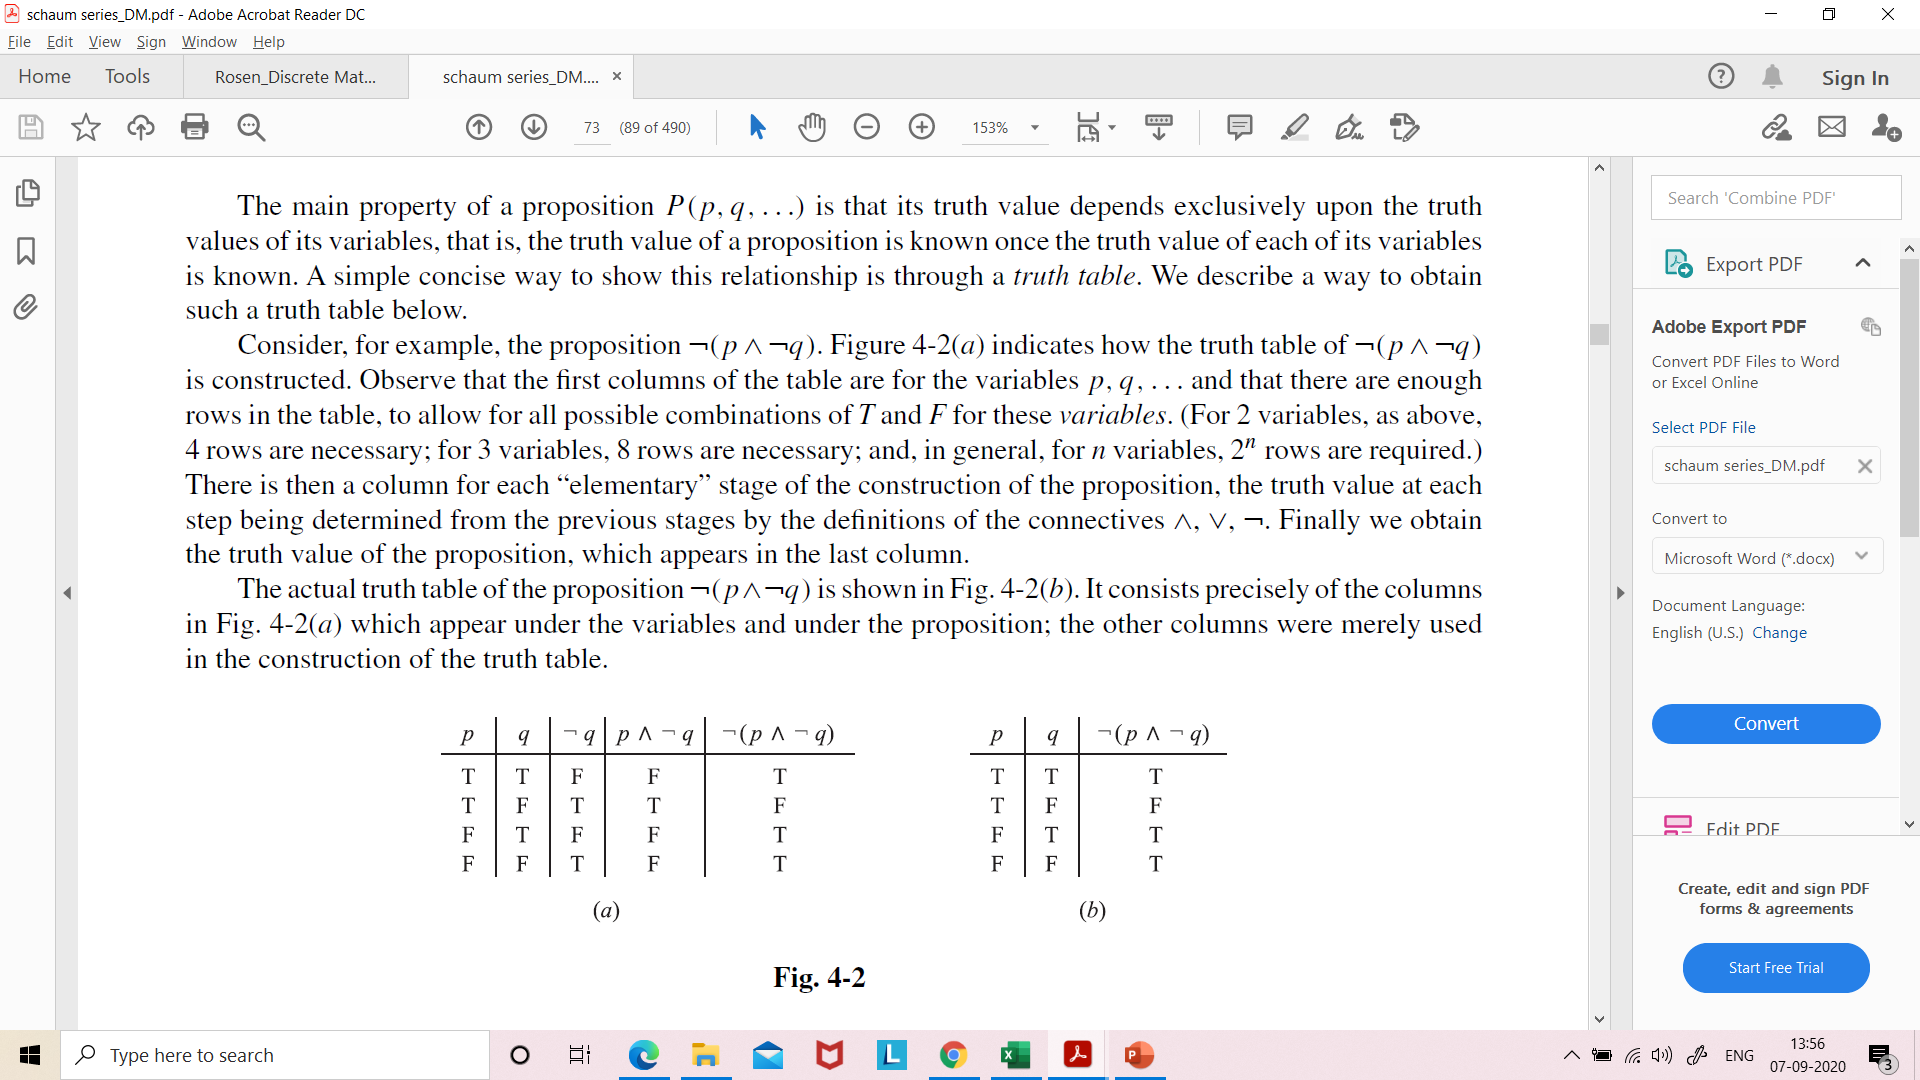 schaum series_DM.pdf - Adobe Acrobat Reader DC
File Edit View Sign Window Help
Home Tools Rosen_Discrete Mat... schaum series_DM.... × Sign In
73 (89 of 490) 153%
The main property of a proposition P(p, q, . . .) is that its truth value depends exclusively upon the truth
values of its variables, that is, the truth value of a proposition is known once the truth value of each of its variables
is known. A simple concise way to show this relationship is through a truth table. We describe a way to obtain
such a truth table below.
Consider, for example, the proposition ¬(p ∧ ¬q). Figure 4-2(a) indicates how the truth table of ¬(p ∧ ¬q)
is constructed. Observe that the first columns of the table are for the variables p, q, . . . and that there are enough
rows in the table, to allow for all possible combinations of T and F for these variables. (For 2 variables, as above,
4 rows are necessary; for 3 variables, 8 rows are necessary; and, in general, for n variables, 2ⁿ rows are required.)
There is then a column for each “elementary” stage of the construction of the proposition, the truth value at each
step being determined from the previous stages by the definitions of the connectives ∧, ∨, ¬. Finally we obtain
the truth value of the proposition, which appears in the last column.
The actual truth table of the proposition ¬(p∧¬q) is shown in Fig. 4-2(b). It consists precisely of the columns
in Fig. 4-2(a) which appear under the variables and under the proposition; the other columns were merely used
in the construction of the truth table.
p q ¬ q p ∧ ¬ q ¬(p ∧ ¬ q)
T T F F T
T F T T F
F T F F T
F F T F T
(a)
p q ¬(p ∧ ¬ q)
T T T
T F F
F T T
F F T
(b)
Fig. 4-2
Search 'Combine PDF'
Export PDF
Adobe Export PDF
Convert PDF Files to Word
or Excel Online
Select PDF File
schaum series_DM.pdf
Convert to
Microsoft Word (*.docx)
Document Language:
English (U.S.) Change
Convert
Edit PDF
Create, edit and sign PDF
forms & agreements
Start Free Trial
Type here to search
ENG
13:56
07-09-2020
3